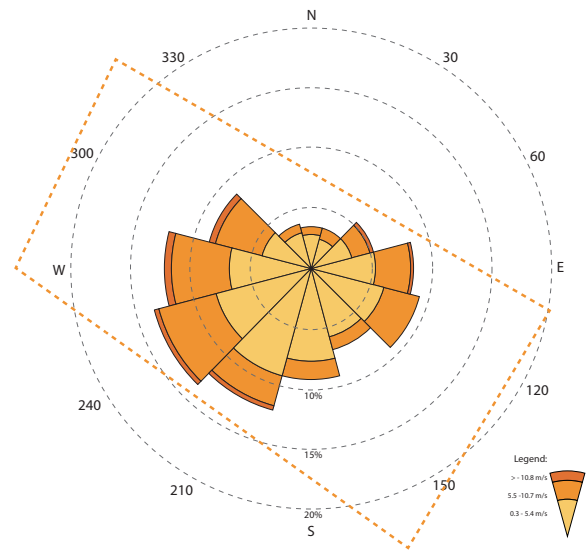 N
330
30
300
60
W
E
240
120
10%
210
150
15%
20%
S
Legend:
> - 10.8 m/s
5.5 -10.7 m/s
0.3 - 5.4 m/s